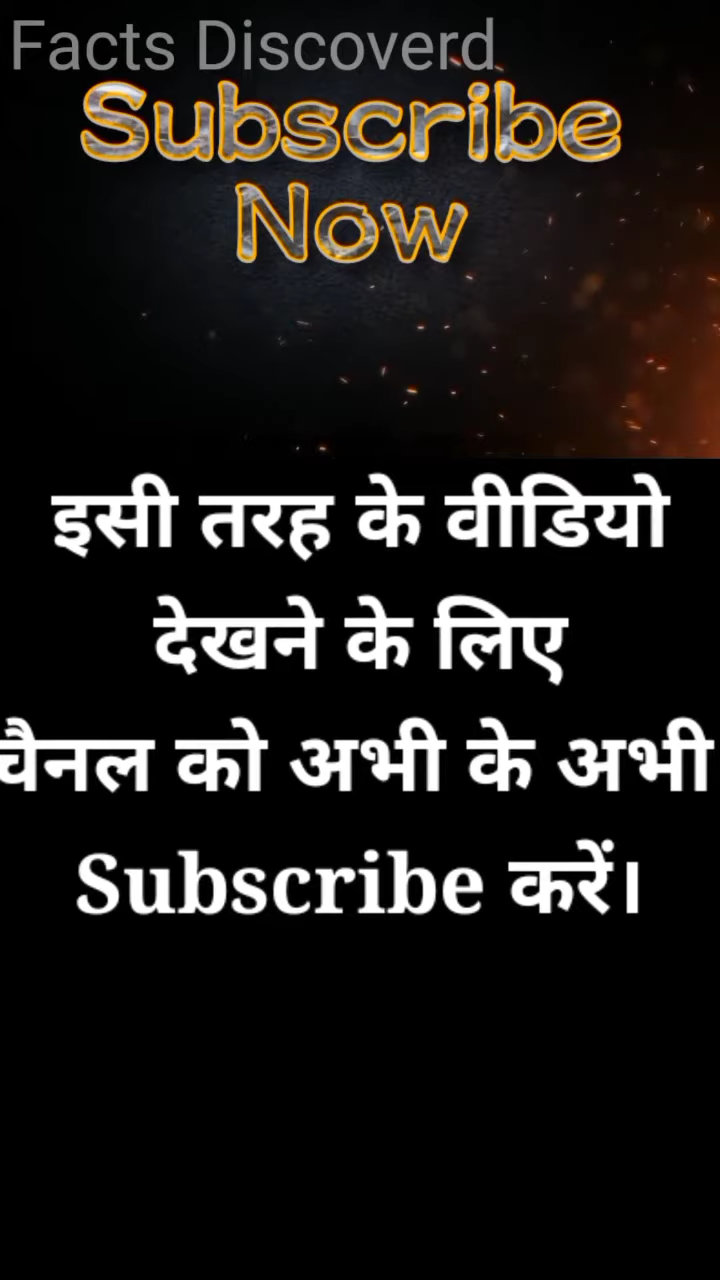 Facts Discoverd
Subscribe
Now
इसी तरह के वीडियो
देखने के लिए
चैनल को अभी के अभी
Subscribe करें।